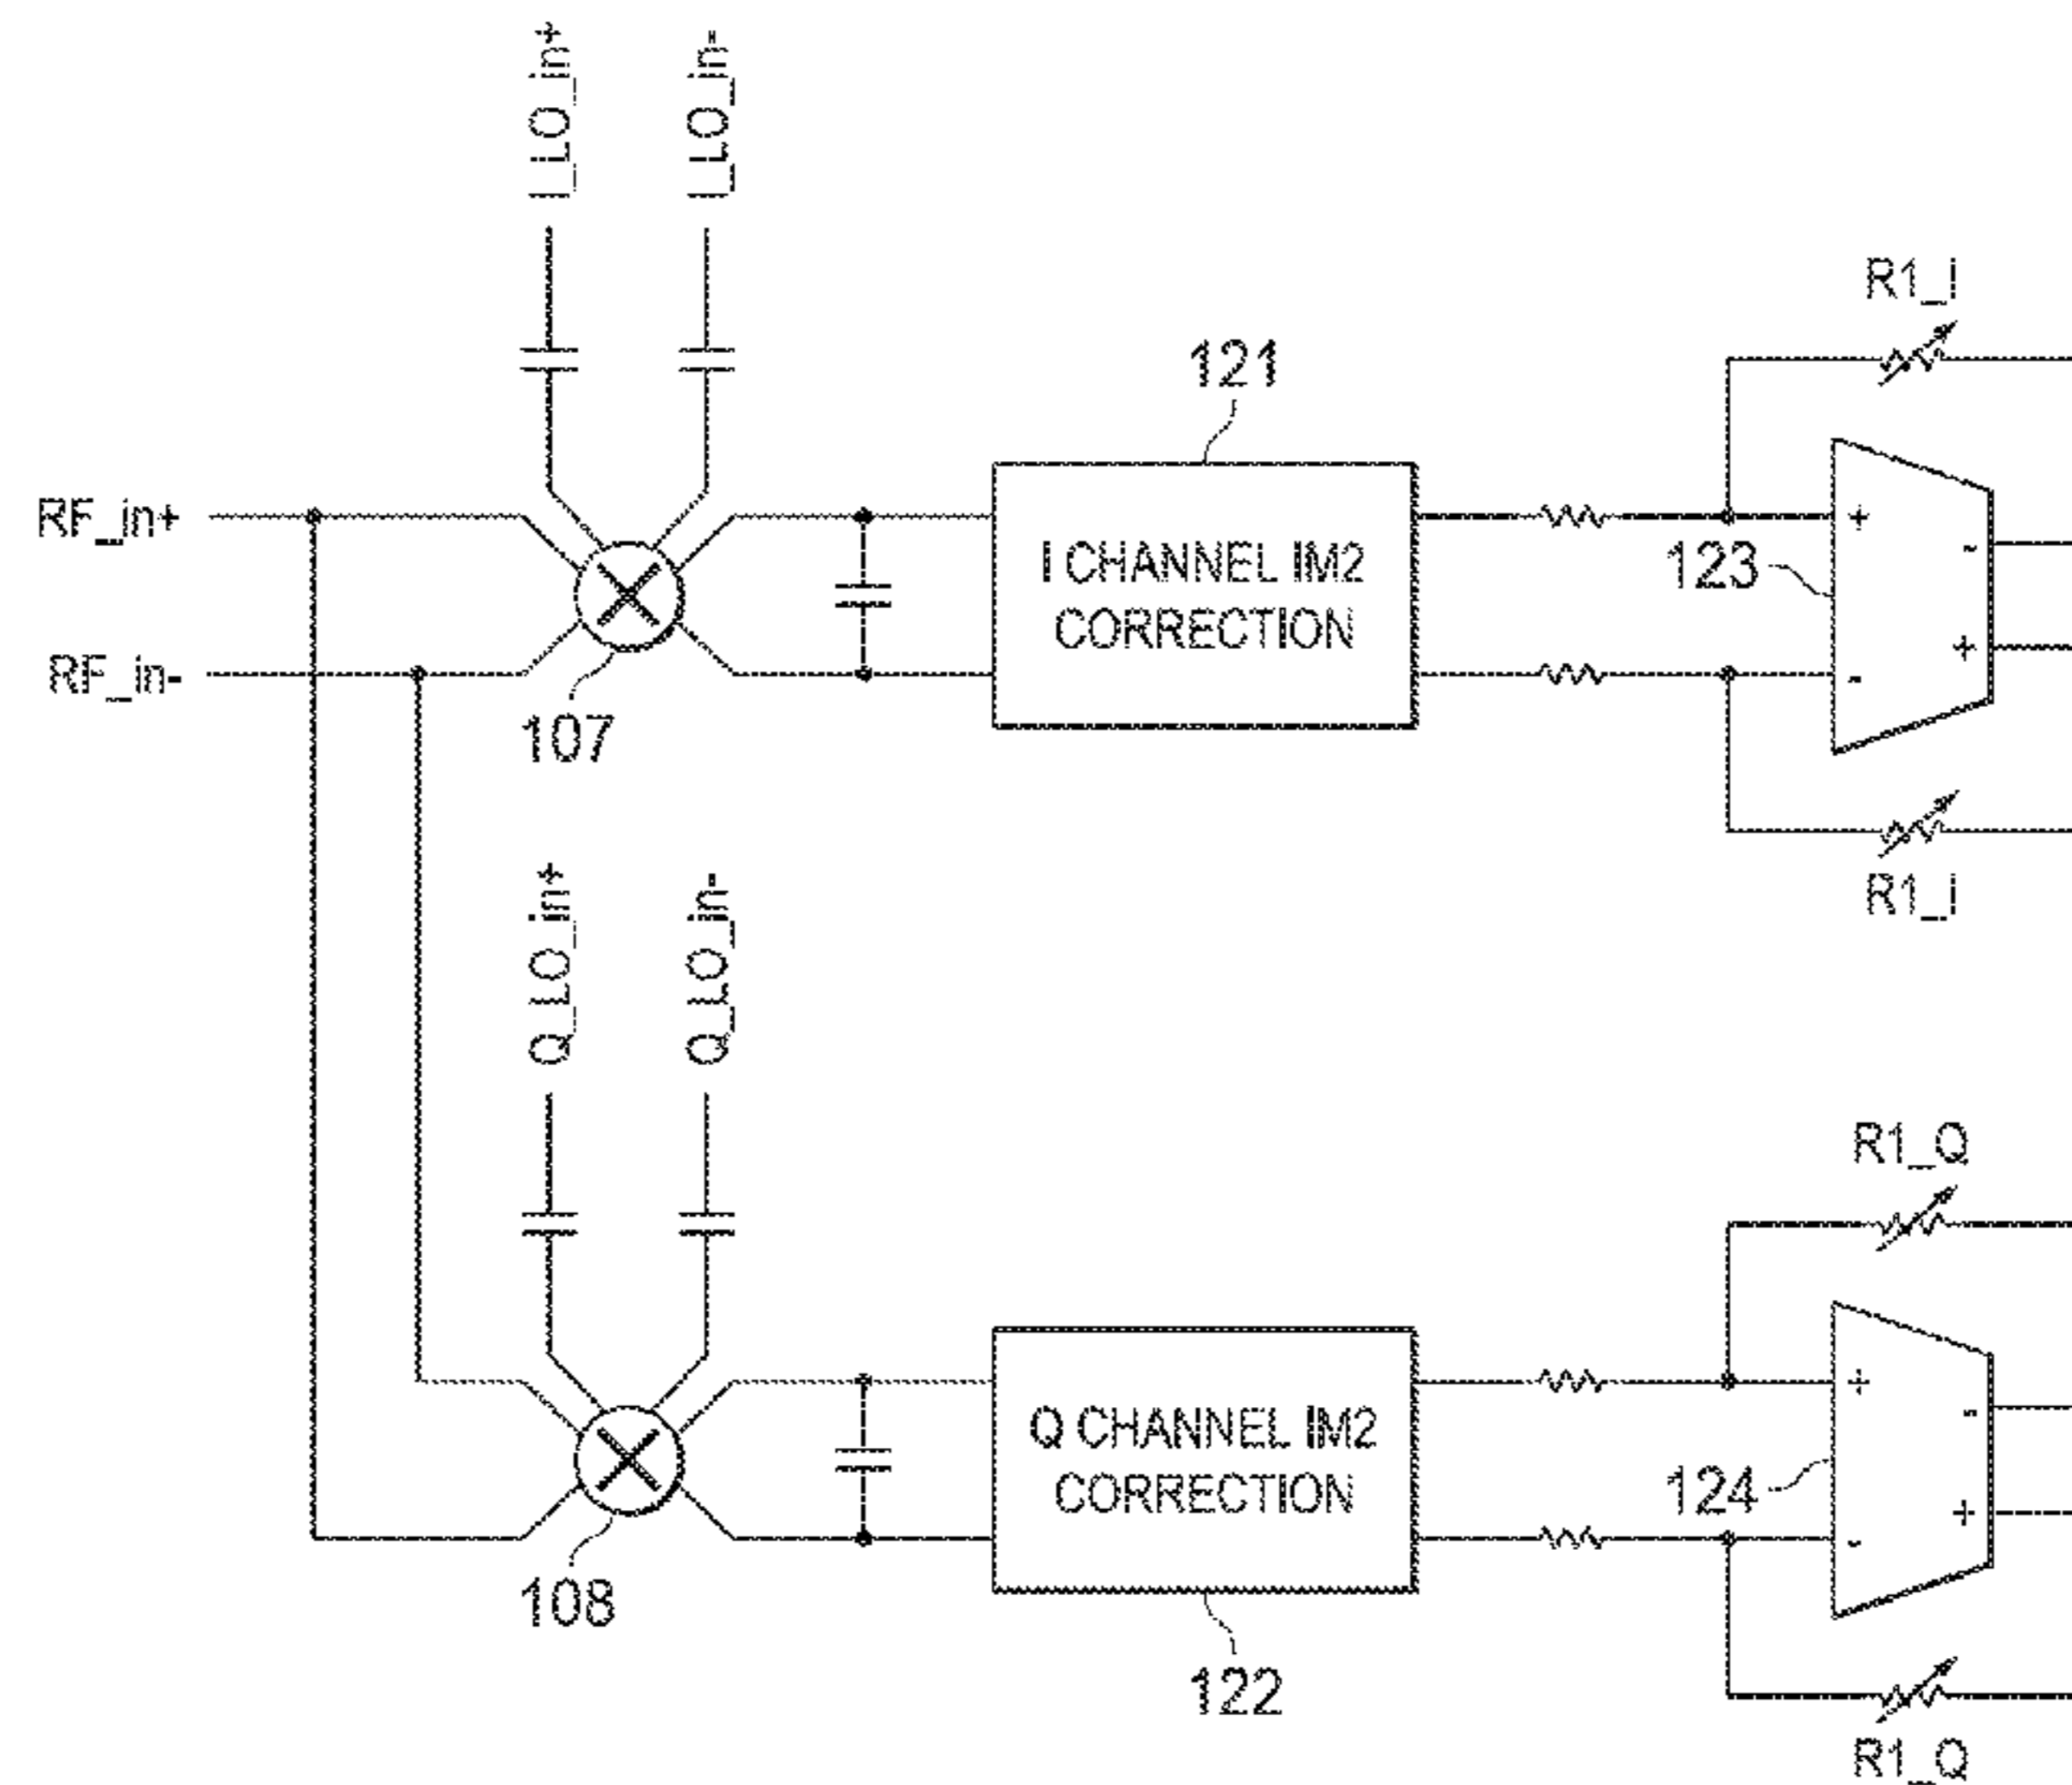 I_LO_in+
I_LO_in-
R1_i
121
RF_in+
+
-
I CHANNEL IM2
CORRECTION
123
RF_in-
+
-
107
R1_i
Q_LO_in+
Q_LO_in-
R1_Q
+
-
Q CHANNEL IM2
CORRECTION
124
+
-
108
122
R1_Q